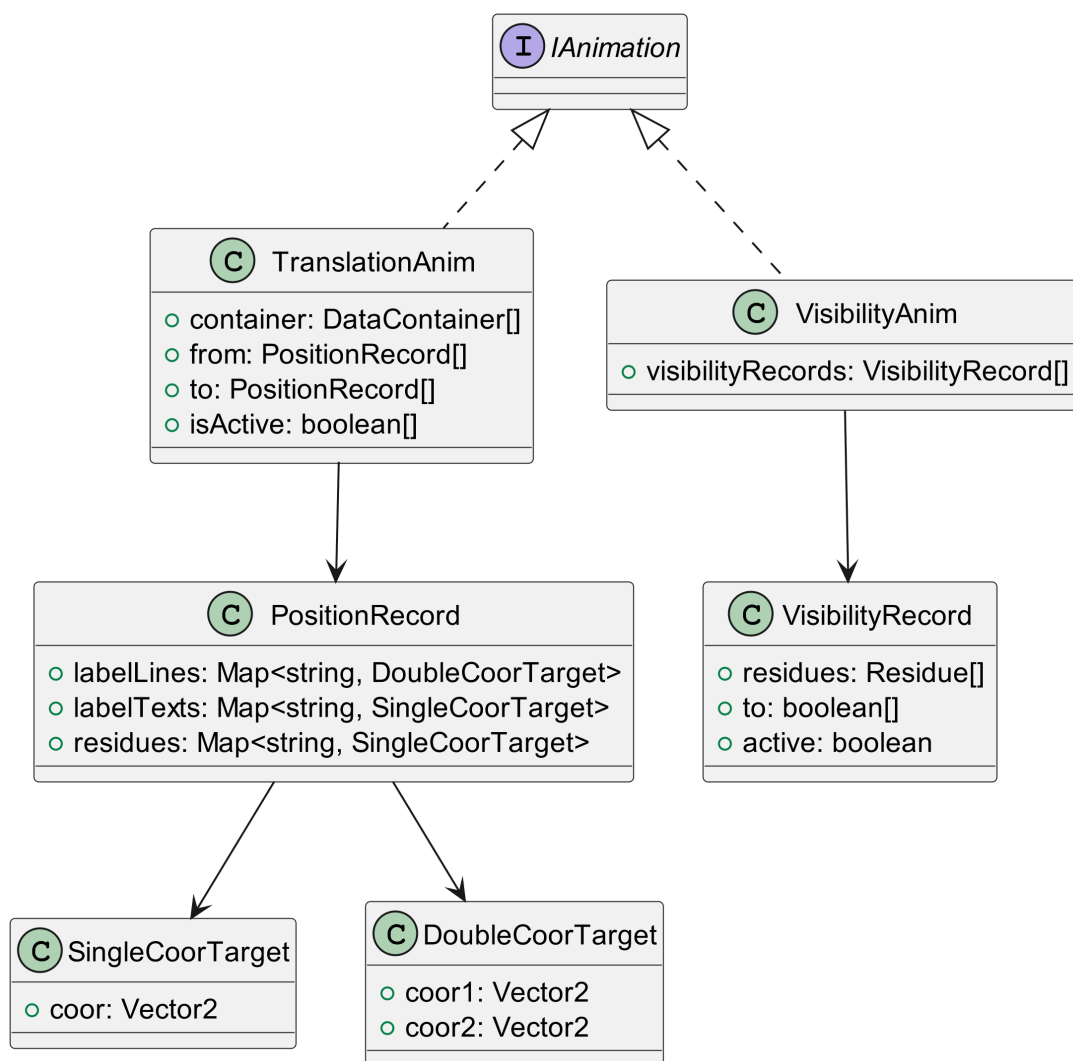 I IAnimation
C TranslationAnim
container: DataContainer[]
from: PositionRecord[]
to: PositionRecord[]
isActive: boolean[]
C VisibilityAnim
visibilityRecords: VisibilityRecord[]
C PositionRecord
labelLines: Map<string, DoubleCoorTarget>
labelTexts: Map<string, SingleCoorTarget>
residues: Map<string, SingleCoorTarget>
C VisibilityRecord
residues: Residue[]
to: boolean[]
active: boolean
C SingleCoorTarget
coor: Vector2
C DoubleCoorTarget
coor1: Vector2
coor2: Vector2